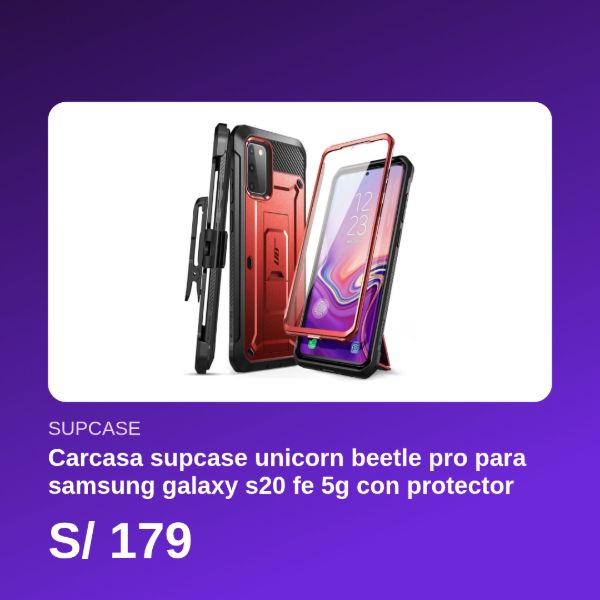 12
23
SUPCASE
Carcasa supcase unicorn beetle pro para
samsung galaxy s20 fe 5g con protector
S/ 179